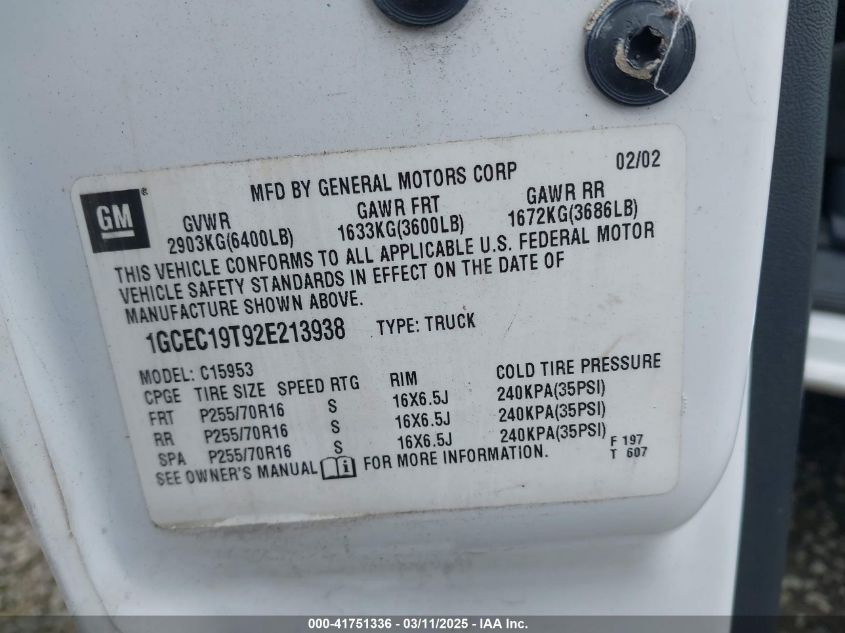 GM ®
MFD BY GENERAL MOTORS CORP 02/02
GVWR GAWR FRT GAWR RR
2903KG(6400LB) 1633KG(3600LB) 1672KG(3686LB)
THIS VEHICLE CONFORMS TO ALL APPLICABLE U.S. FEDERAL MOTOR
VEHICLE SAFETY STANDARDS IN EFFECT ON THE DATE OF
MANUFACTURE SHOWN ABOVE.
1GCEC19T92E213938 TYPE: TRUCK
MODEL: C15953
CPGE TIRE SIZE SPEED RTG RIM COLD TIRE PRESSURE
FRT P255/70R16 S 16X6.5J 240KPA(35PSI)
RR P255/70R16 S 16X6.5J 240KPA(35PSI)
SPA P255/70R16 S 16X6.5J 240KPA(35PSI)
SEE OWNER'S MANUAL i FOR MORE INFORMATION.
F 197
T 607
000-41751336 - 03/11/2025 - IAA Inc.